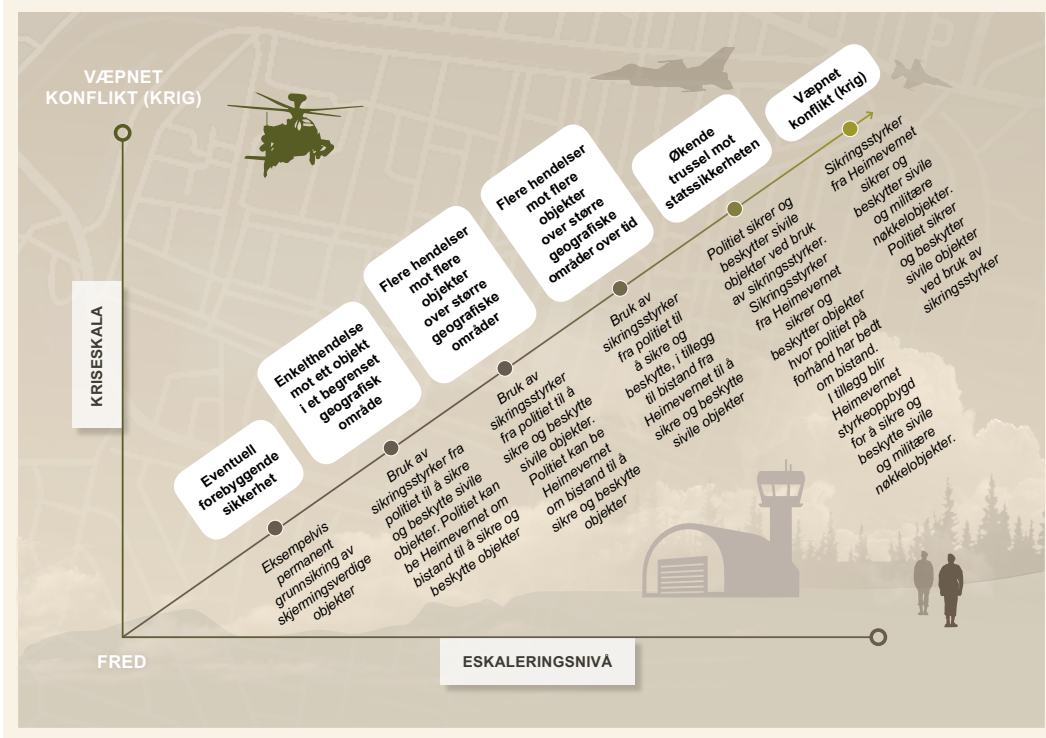 VÆPNET
KONFLIKT (KRIG)
KRISESKALA
FRED
ESKALERINGSNIVÅ
Eventuell
forebyggende
sikkerhet
Eksempelvis
permanent
grunnsikring av
skjermingsverdige
objekter
Enkelthendelse
mot ett objekt
i et begrenset
geografisk
område
Bruk av
sikringsstyrker fra
politiet til å sikre
og beskytte sivile
objekter. Politiet kan
be Heimevernet om
bistand til å sikre og
beskytte objekter
Flere hendelser
mot flere
objekter
over større
geografiske
områder
Bruk av
sikringsstyrker
fra politiet til å
sikre og beskytte
sivile objekter.
Politiet kan be
Heimevernet
om bistand til å
sikre og beskytte
objekter
Flere hendelser
mot flere
objekter
over større
geografiske
områder over tid
Bruk av
sikringsstyrker
fra politiet til
å sikre og
beskytte, i tillegg
til bistand fra
Heimevernet til å
sikre og beskytte
sivile objekter
Økende
trussel mot
statssikkerheten
Politiet sikrer og
beskytter sivile
objekter ved bruk
av sikringsstyrker.
Sikringsstyrker
fra Heimevernet
sikrer og
beskytter objekter
hvor politiet på
forhånd har bedt
om bistand.
I tillegg blir
Heimevernet
styrkeoppbygd
for å sikre og
beskytte sivile
og militære
nøkkelobjekter.
Væpnet
konflikt (krig)
Sikringsstyrker
fra Heimevernet
sikrer og
beskytter sivile
og militære
nøkkelobjekter.
Politiet sikrer
og beskytter
sivile objekter
ved bruk av
sikringsstyrker